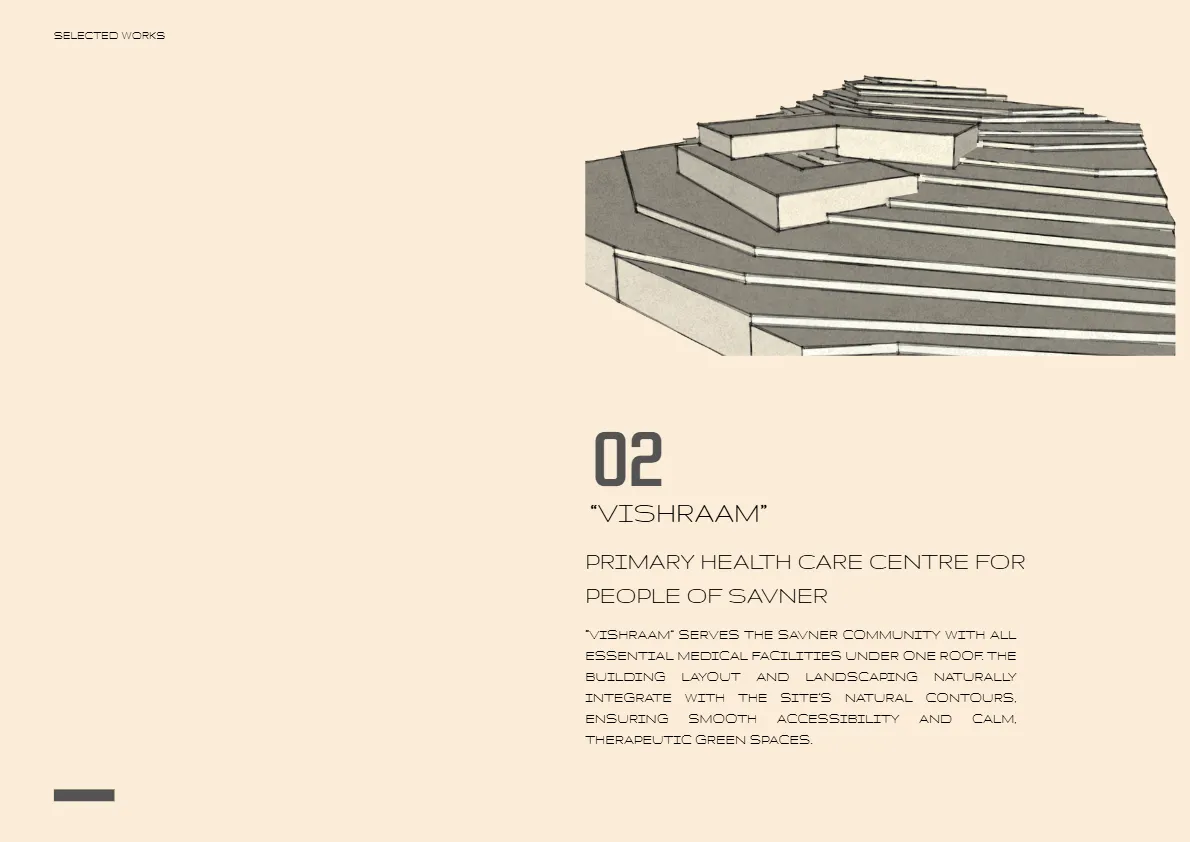 SELECTED WORKS
02
“VISHRAAM”
PRIMARY HEALTH CARE CENTRE FOR
PEOPLE OF SAVNER
"VISHRAAM" SERVES THE SAVNER COMMUNITY WITH ALL
ESSENTIAL MEDICAL FACILITIES UNDER ONE ROOF. THE
BUILDING LAYOUT AND LANDSCAPING NATURALLY
INTEGRATE WITH THE SITE'S NATURAL CONTOURS,
ENSURING SMOOTH ACCESSIBILITY AND CALM,
THERAPEUTIC GREEN SPACES.